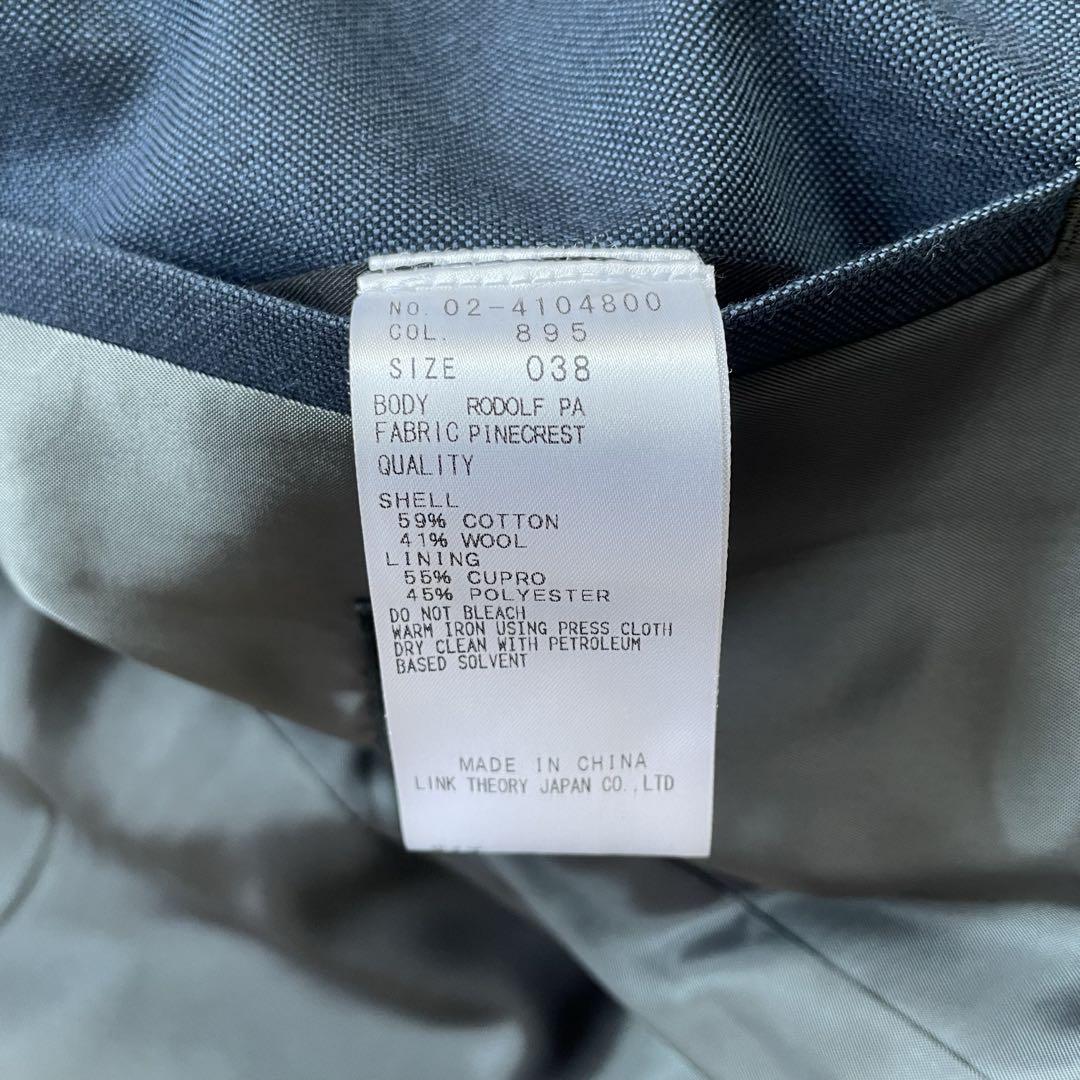 NO. 02-4104800
COL. 895
SIZE 038
BODY RODOLF PA
FABRIC PINECREST
QUALITY
SHELL
59% COTTON
41% WOOL
LINING
55% CUPRO
45% POLYESTER
DO NOT BLEACH
WARM IRON USING PRESS CLOTH
DRY CLEAN WITH PETROLEUM
BASED SOLVENT
MADE IN CHINA
LINK THEORY JAPAN CO.,LTD